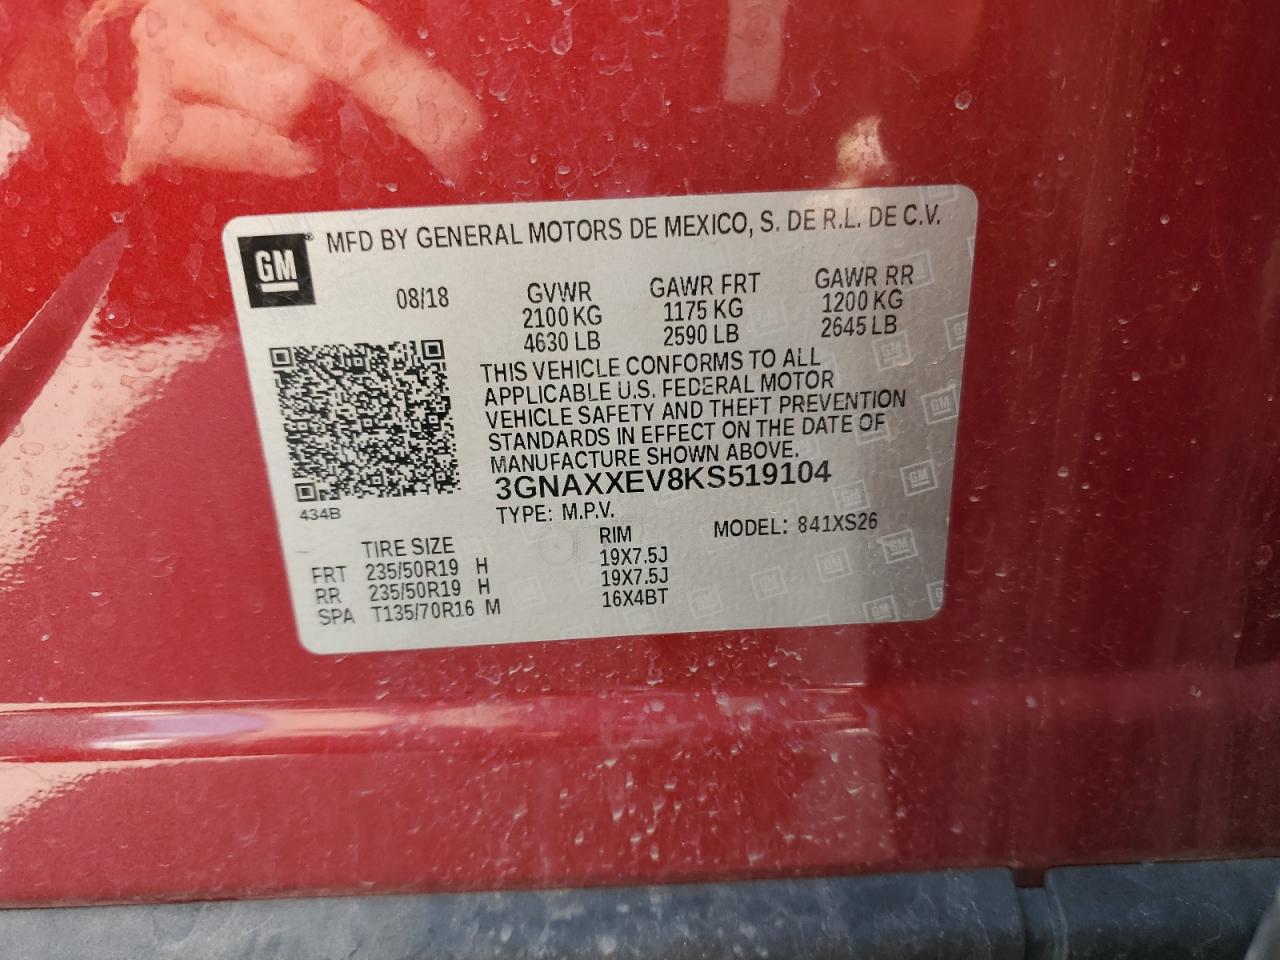 GM® MFD BY GENERAL MOTORS DE MEXICO, S. DE R.L. DE C.V.
08/18 GVWR GAWR FRT GAWR RR
2100 KG 1175 KG 1200 KG
4630 LB 2590 LB 2645 LB
THIS VEHICLE CONFORMS TO ALL
APPLICABLE U.S. FEDERAL MOTOR
VEHICLE SAFETY AND THEFT PREVENTION
STANDARDS IN EFFECT ON THE DATE OF
MANUFACTURE SHOWN ABOVE.
3GNAXXEV8KS519104
434B TYPE: M.P.V. MODEL: 841XS26
TIRE SIZE RIM
FRT 235/50R19 H 19X7.5J
RR 235/50R19 H 19X7.5J
SPA T135/70R16 M 16X4BT